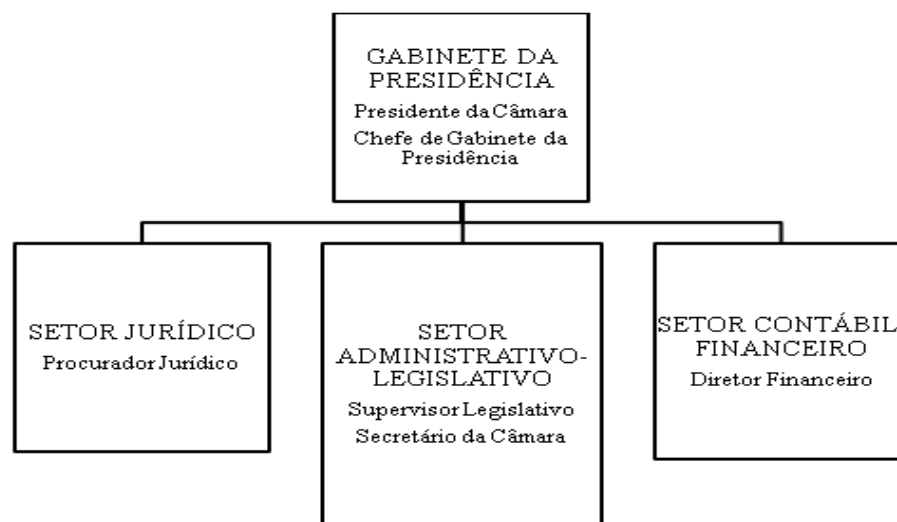 GABINETE DA
PRESIDÊNCIA
Presidente da Câmara
Chefe de Gabinete da
Presidência
SETOR JURÍDICO
Procurador Jurídico
SETOR
ADMINISTRATIVO-
LEGISLATIVO
Supervisor Legislativo
Secretário da Câmara
SETOR CONTÁBIL
FINANCEIRO
Diretor Financeiro